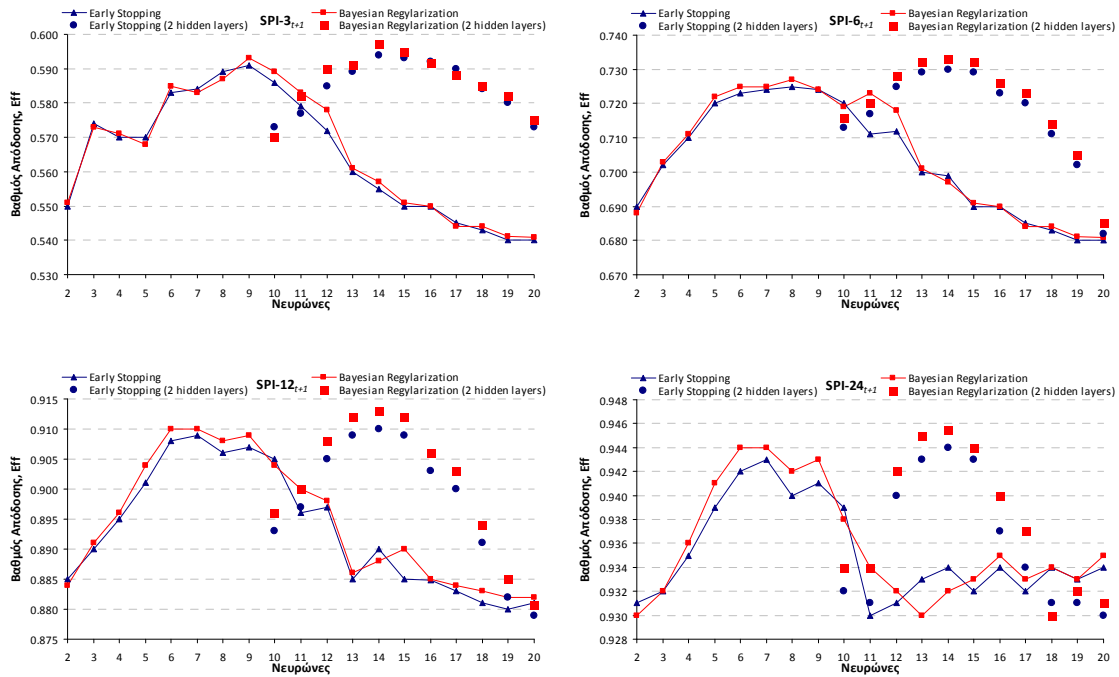 Early Stopping
Bayesian Regylarization
Early Stopping (2 hidden layers)
SPI-3t+1
Bayesian Regylarization (2 hidden layers)
Βαθμός Απόδοσης, Eff
0.600
0.590
0.580
0.570
0.560
0.550
0.540
0.530
2 3 4 5 6 7 8 9 10 11 12 13 14 15 16 17 18 19 20
Νευρώνες
Early Stopping
Bayesian Regylarization
Early Stopping (2 hidden layers)
SPI-6t+1
Bayesian Regylarization (2 hidden layers)
Βαθμός Απόδοσης, Eff
0.740
0.730
0.720
0.710
0.700
0.690
0.680
0.670
2 3 4 5 6 7 8 9 10 11 12 13 14 15 16 17 18 19 20
Νευρώνες
Early Stopping
Bayesian Regylarization
Early Stopping (2 hidden layers)
SPI-12t+1
Bayesian Regylarization (2 hidden layers)
Βαθμός Απόδοσης, Eff
0.915
0.910
0.905
0.900
0.895
0.890
0.885
0.880
0.875
2 3 4 5 6 7 8 9 10 11 12 13 14 15 16 17 18 19 20
Νευρώνες
Early Stopping
Bayesian Regylarization
Early Stopping (2 hidden layers)
SPI-24t+1
Bayesian Regylarization (2 hidden layers)
Βαθμός Απόδοσης, Eff
0.948
0.946
0.944
0.942
0.940
0.938
0.936
0.934
0.932
0.930
0.928
2 3 4 5 6 7 8 9 10 11 12 13 14 15 16 17 18 19 20
Νευρώνες